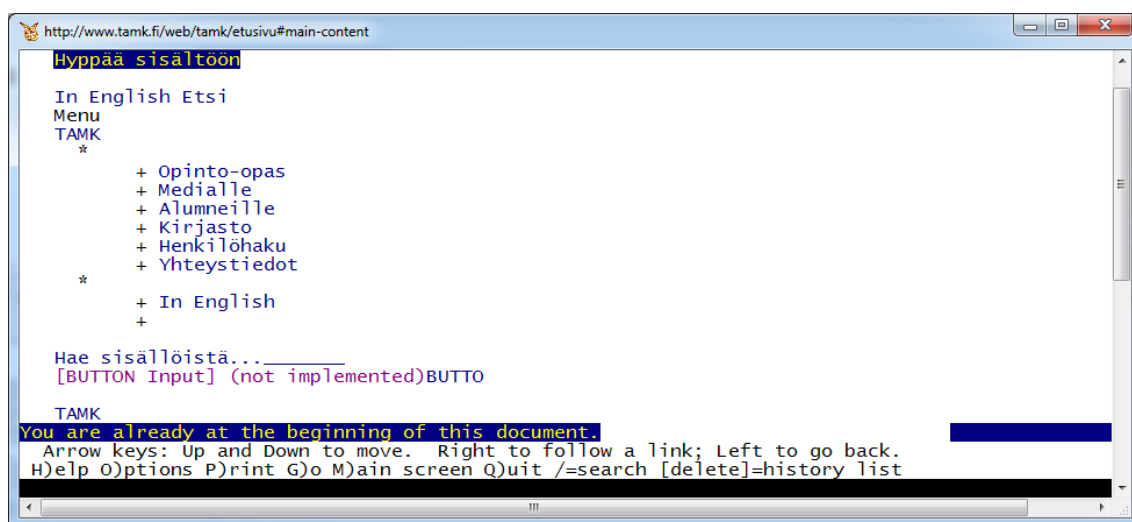 http://www.tamk.fi/web/tamk/etusivu#main-content
Hyppää sisältöön
In English Etsi
Menu
TAMK
*
+ Opinto-opas
+ Medialle
+ Alumneille
+ Kirjasto
+ Henkilöhaku
+ Yhteystiedot
*
+ In English
+
Hae sisällöistä..._______
[BUTTON Input] (not implemented)BUTTO
TAMK
You are already at the beginning of this document.
Arrow keys: Up and Down to move.  Right to follow a link; Left to go back.
H)elp O)ptions P)rint G)o M)ain screen Q)uit /=search [delete]=history list